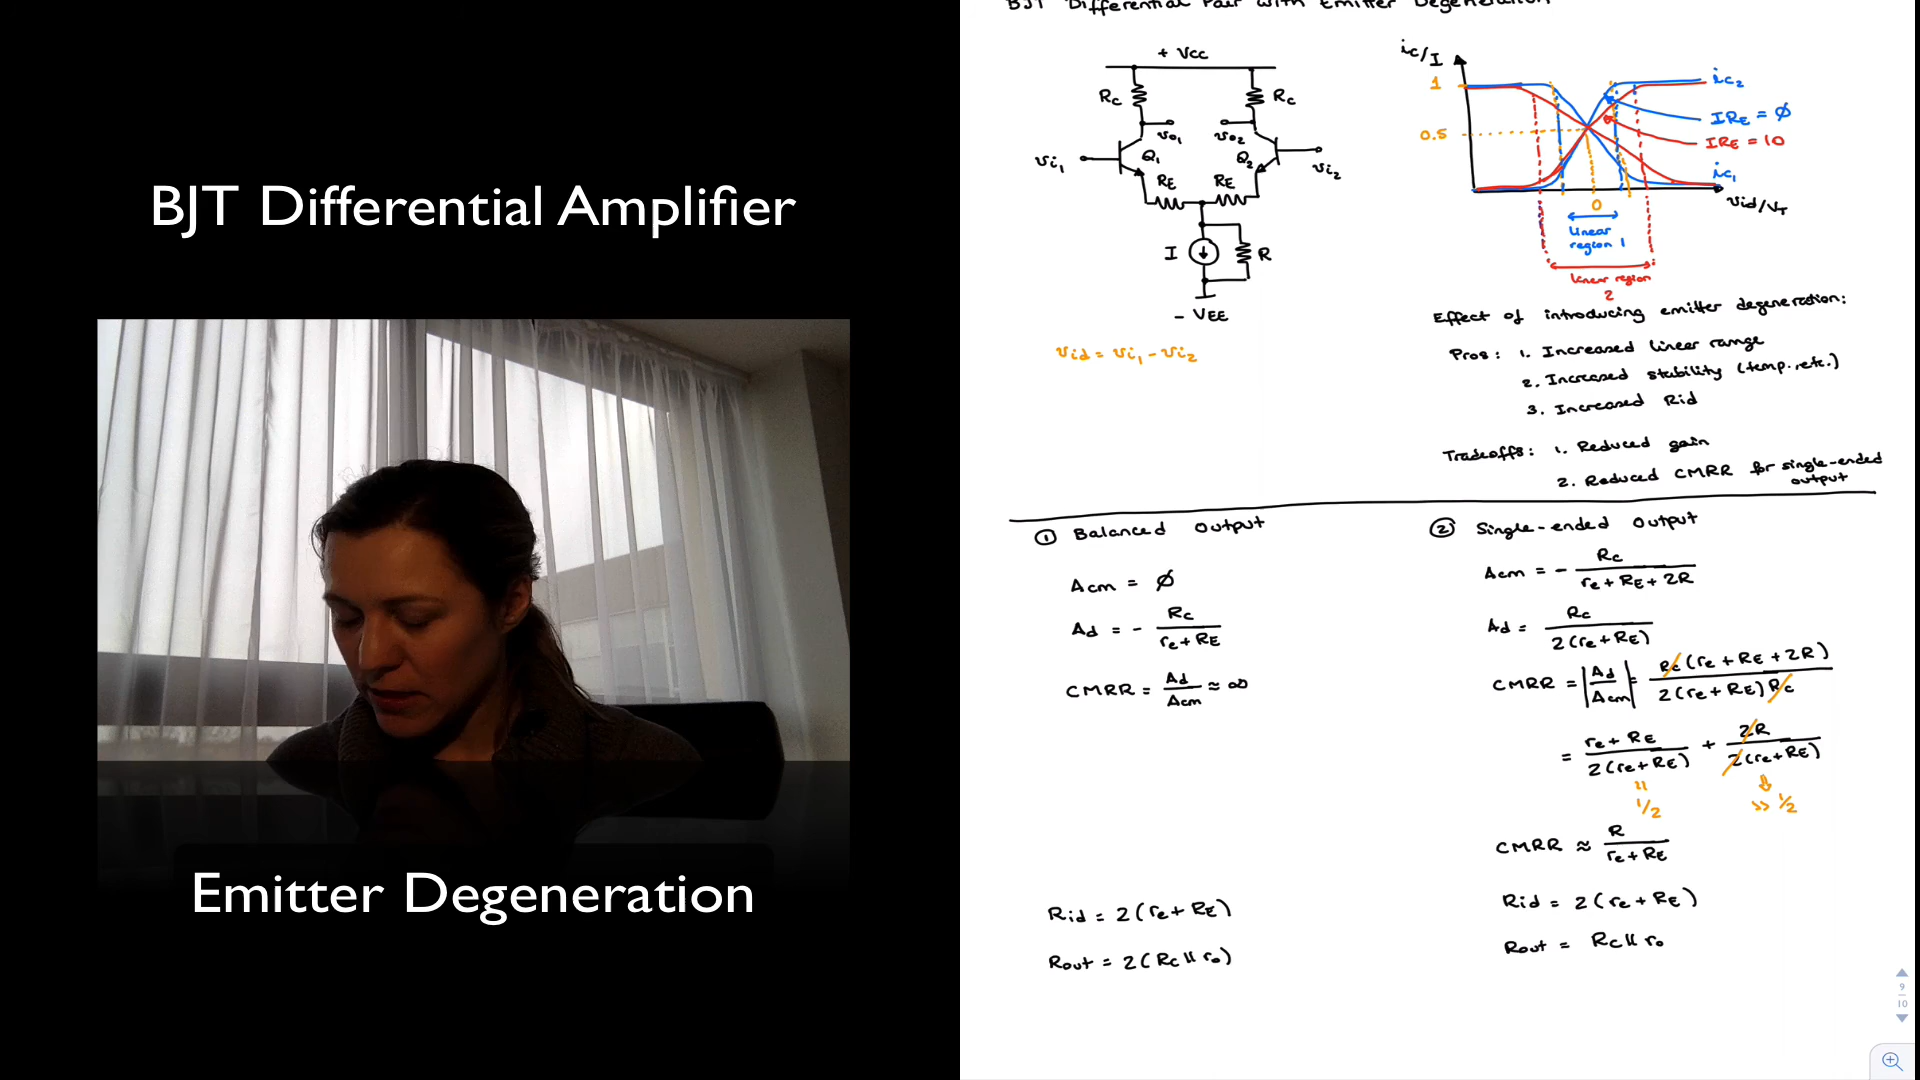 BJT Differential Amplifier
Emitter Degeneration
BJT Differential Pair with Emitter Degeneration
+ Vcc
Rc
Rc
vo1
vo2
vi1
Q1
Q2
vi2
RE
RE
I
R
- VEE
vid = vi1 - vi2
ic/I
1
0.5
0
ic2
IRE = ∅
IRE = 10
ic1
vid/VT
linear
region 1
linear region
2
Effect of introducing emitter degeneration:
Pros: 1. Increased linear range
2. Increased stability (temp., etc.)
3. Increased Rid
Tradeoffs: 1. Reduced gain
2. Reduced CMRR for single-ended
output
① Balanced output
Acm = ∅
Ad = - Rc / (re + RE)
CMRR = Ad / Acm ≈ ∞
Rid = 2(re + RE)
Rout = 2(Rc || ro)
② Single-ended output
Acm = - Rc / (re + RE + 2R)
Ad = Rc / 2(re + RE)
CMRR = |Ad / Acm| = Rc(re + RE + 2R) / 2(re + RE)Rc
= (re + RE) / 2(re + RE) + 2R / 2(re + RE)
= 1/2
⇓ >> 1/2
CMRR ≈ R / (re + RE)
Rid = 2(re + RE)
Rout = Rc || ro
9
10